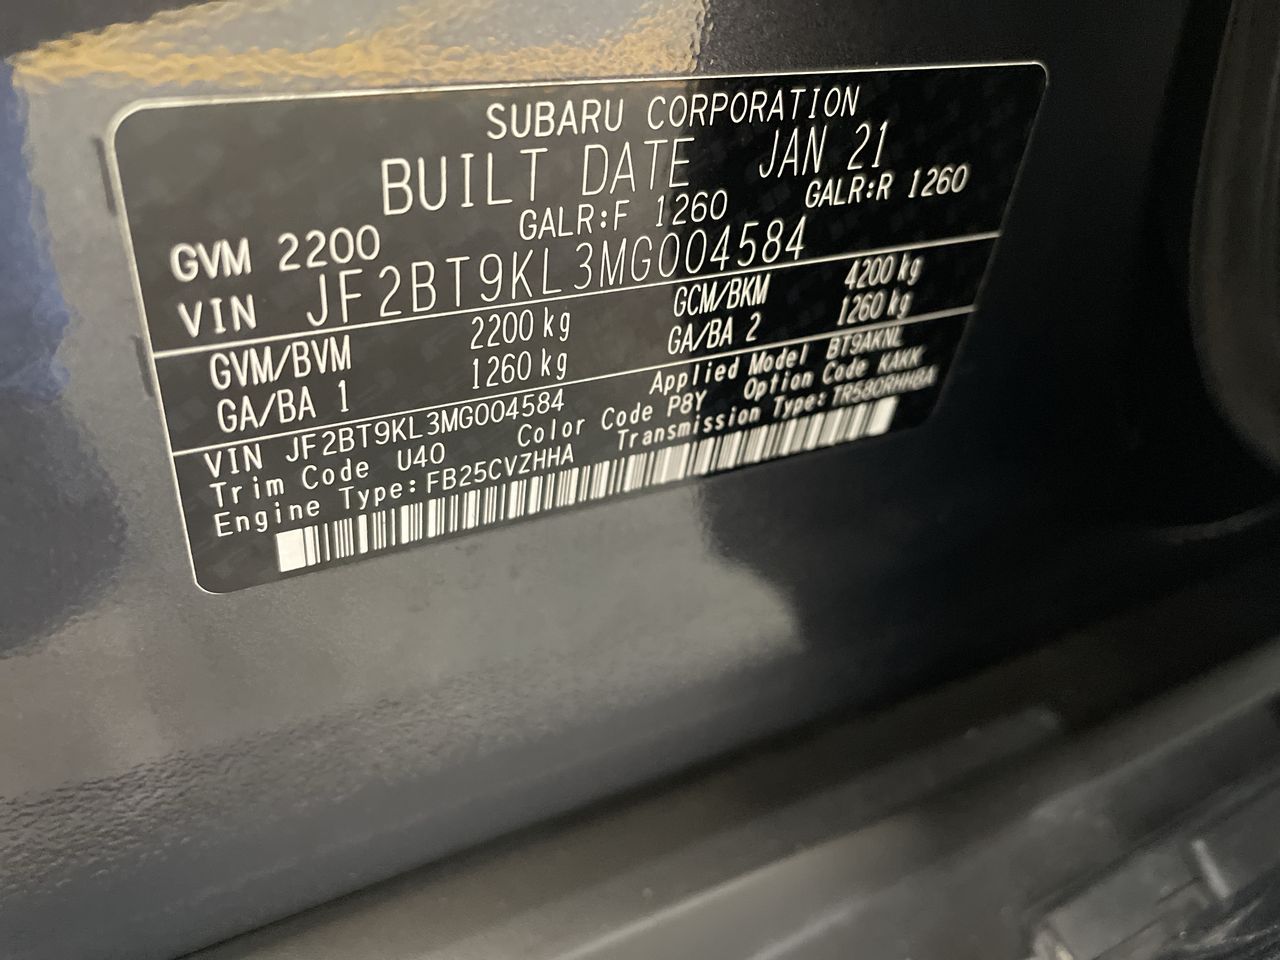 SUBARU CORPORATION
BUILT DATE JAN 21
GVM 2200 GALR:F 1260 GALR:R 1260
VIN JF2BT9KL3MG004584
GVM/BVM 2200 kg GCM/BKM 4200 kg
GA/BA 1 1260 kg GA/BA 2 1260 kg
VIN JF2BT9KL3MG004584 Applied Model BT9AKNL
Trim Code U40 Color Code P8Y Option Code KAKK
Engine Type:FB25CVZHHA Transmission Type:TR580RHHBA